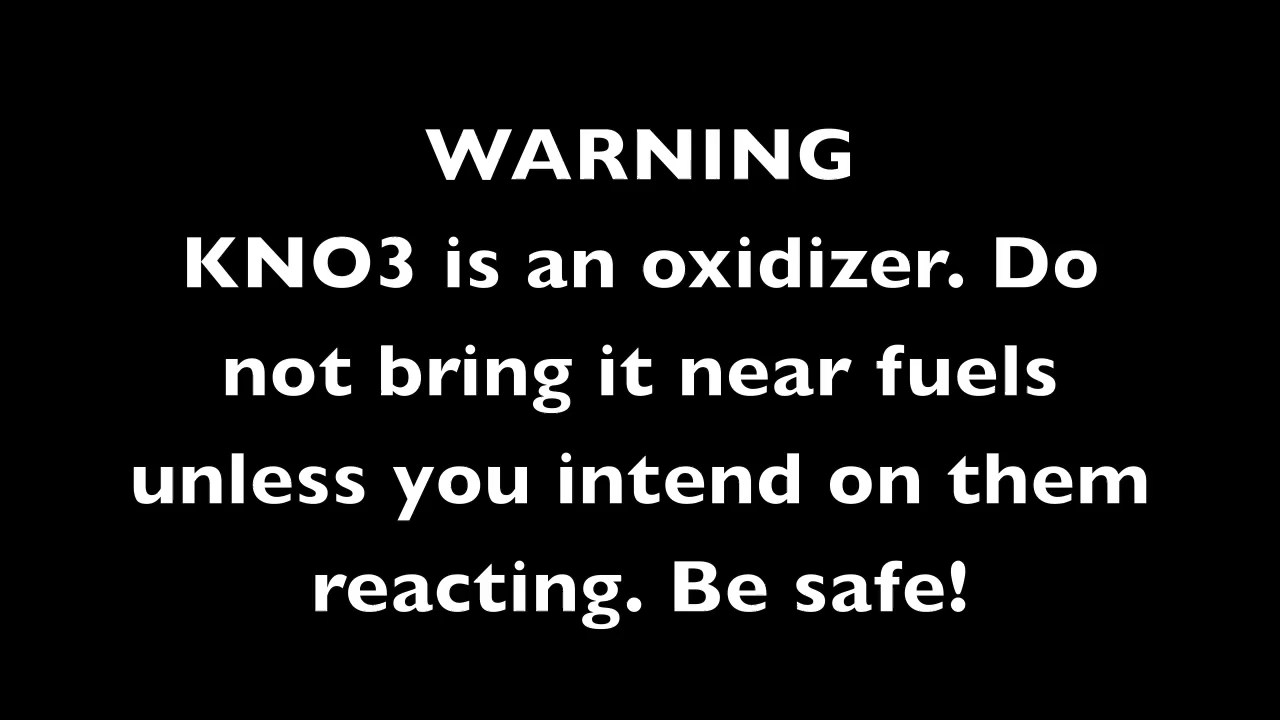 WARNING
KNO3 is an oxidizer. Do
not bring it near fuels
unless you intend on them
reacting. Be safe!